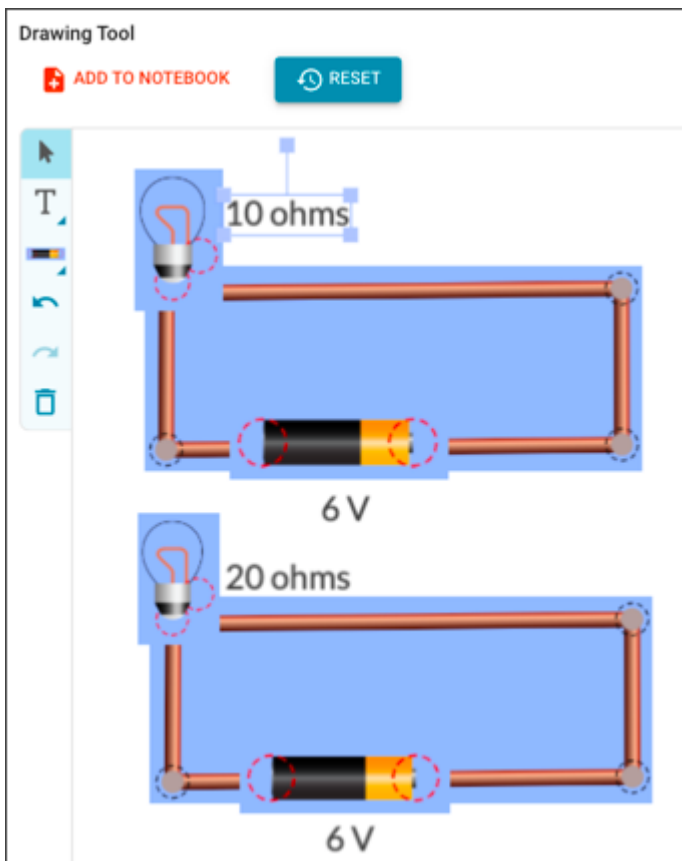 Drawing Tool
ADD TO NOTEBOOK
RESET
T
10 ohms
6 V
20 ohms
6 V